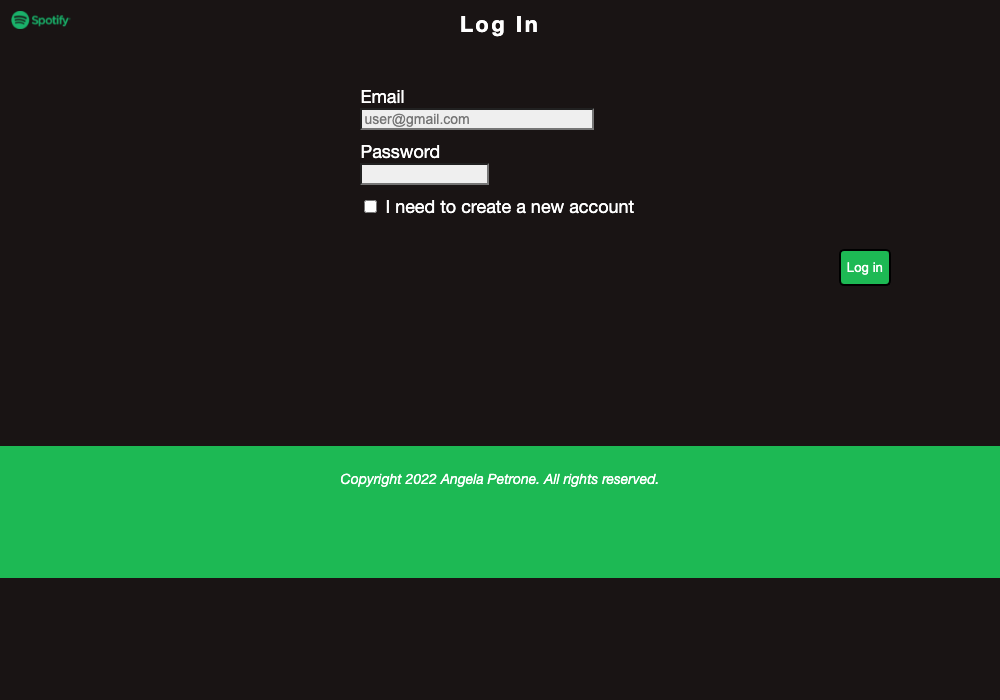 Spotify
Log In
Email
user@gmail.com
Password
I need to create a new account
Log in
Copyright 2022 Angela Petrone. All rights reserved.